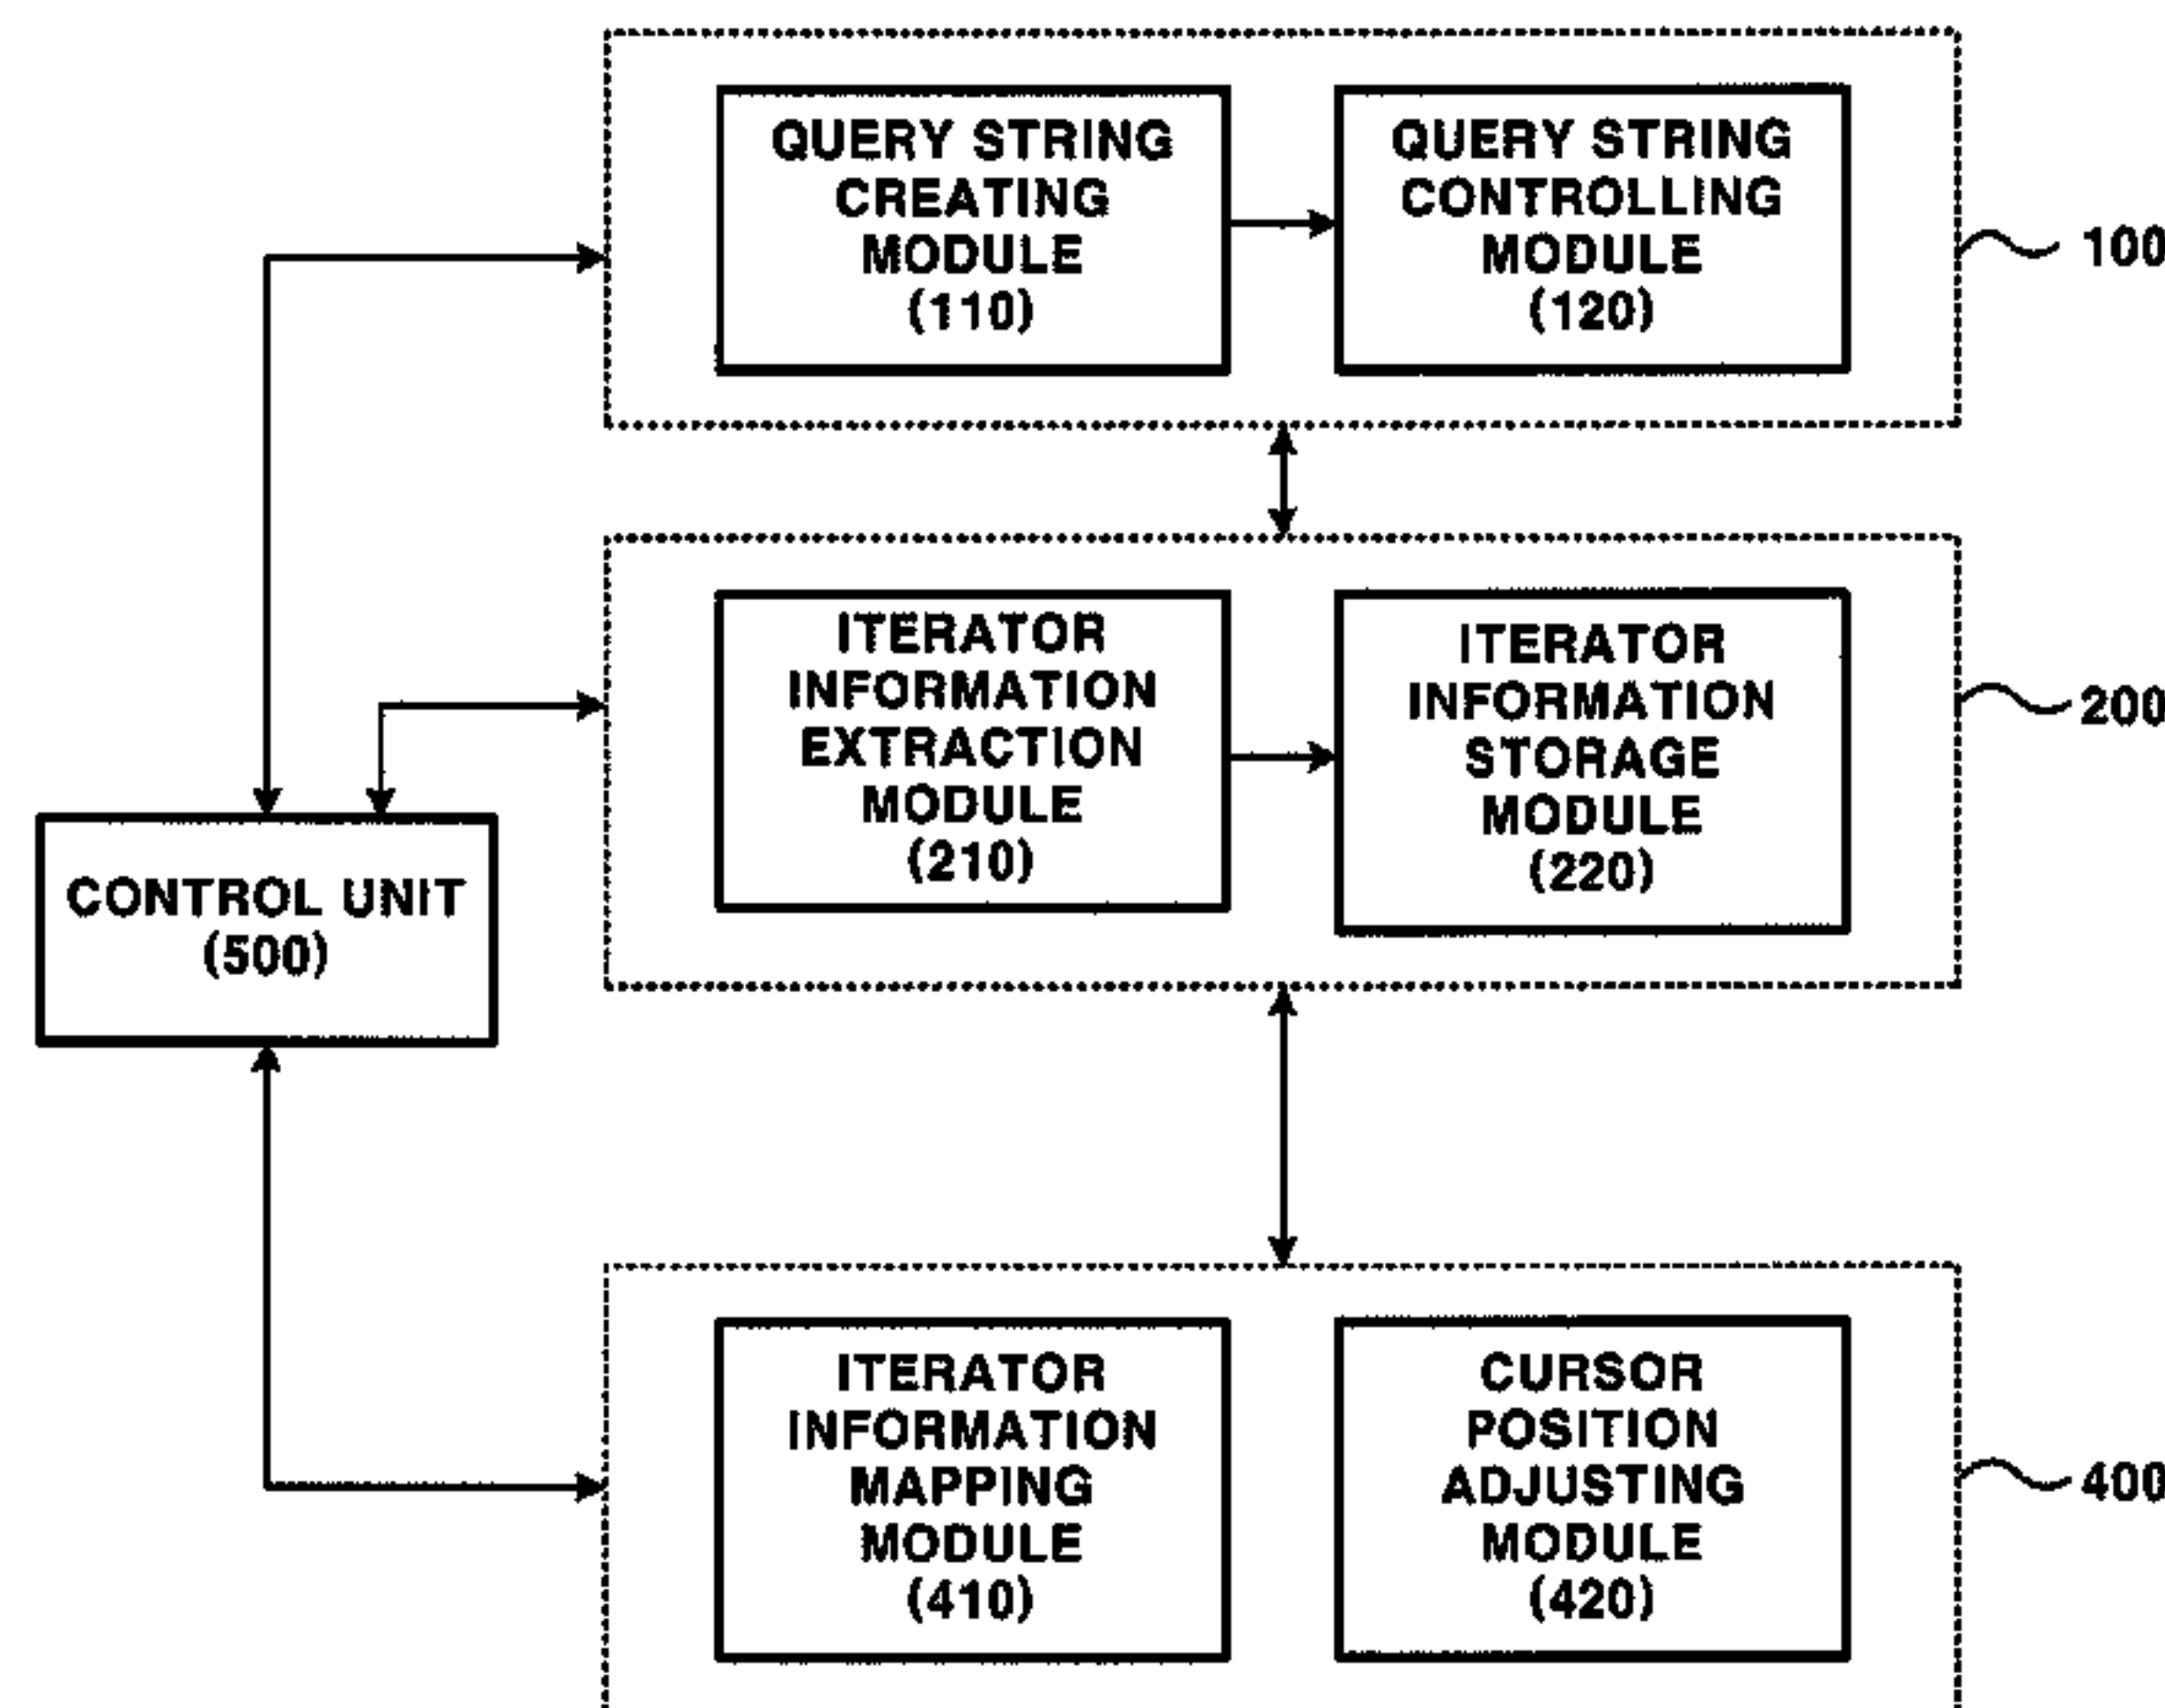 QUERY STRING
CREATING
MODULE
(110)
QUERY STRING
CONTROLLING
MODULE
(120)
100
ITERATOR
INFORMATION
EXTRACTION
MODULE
(210)
ITERATOR
INFORMATION
STORAGE
MODULE
(220)
200
CONTROL UNIT
(500)
ITERATOR
INFORMATION
MAPPING
MODULE
(410)
CURSOR
POSITION
ADJUSTING
MODULE
(420)
400